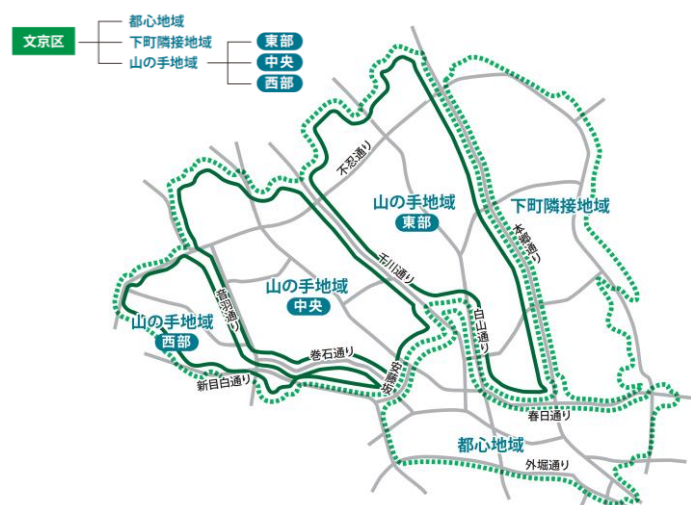 文京区
都心地域
下町隣接地域
山の手地域
東部
中央
西部
不忍通り
山の手地域
東部
下町隣接地域
本郷通り
千川通り
山の手地域
中央
音羽通り
白山通り
山の手地域
西部
巻石通り
安藤坂
新目白通り
春日通り
都心地域
外堀通り